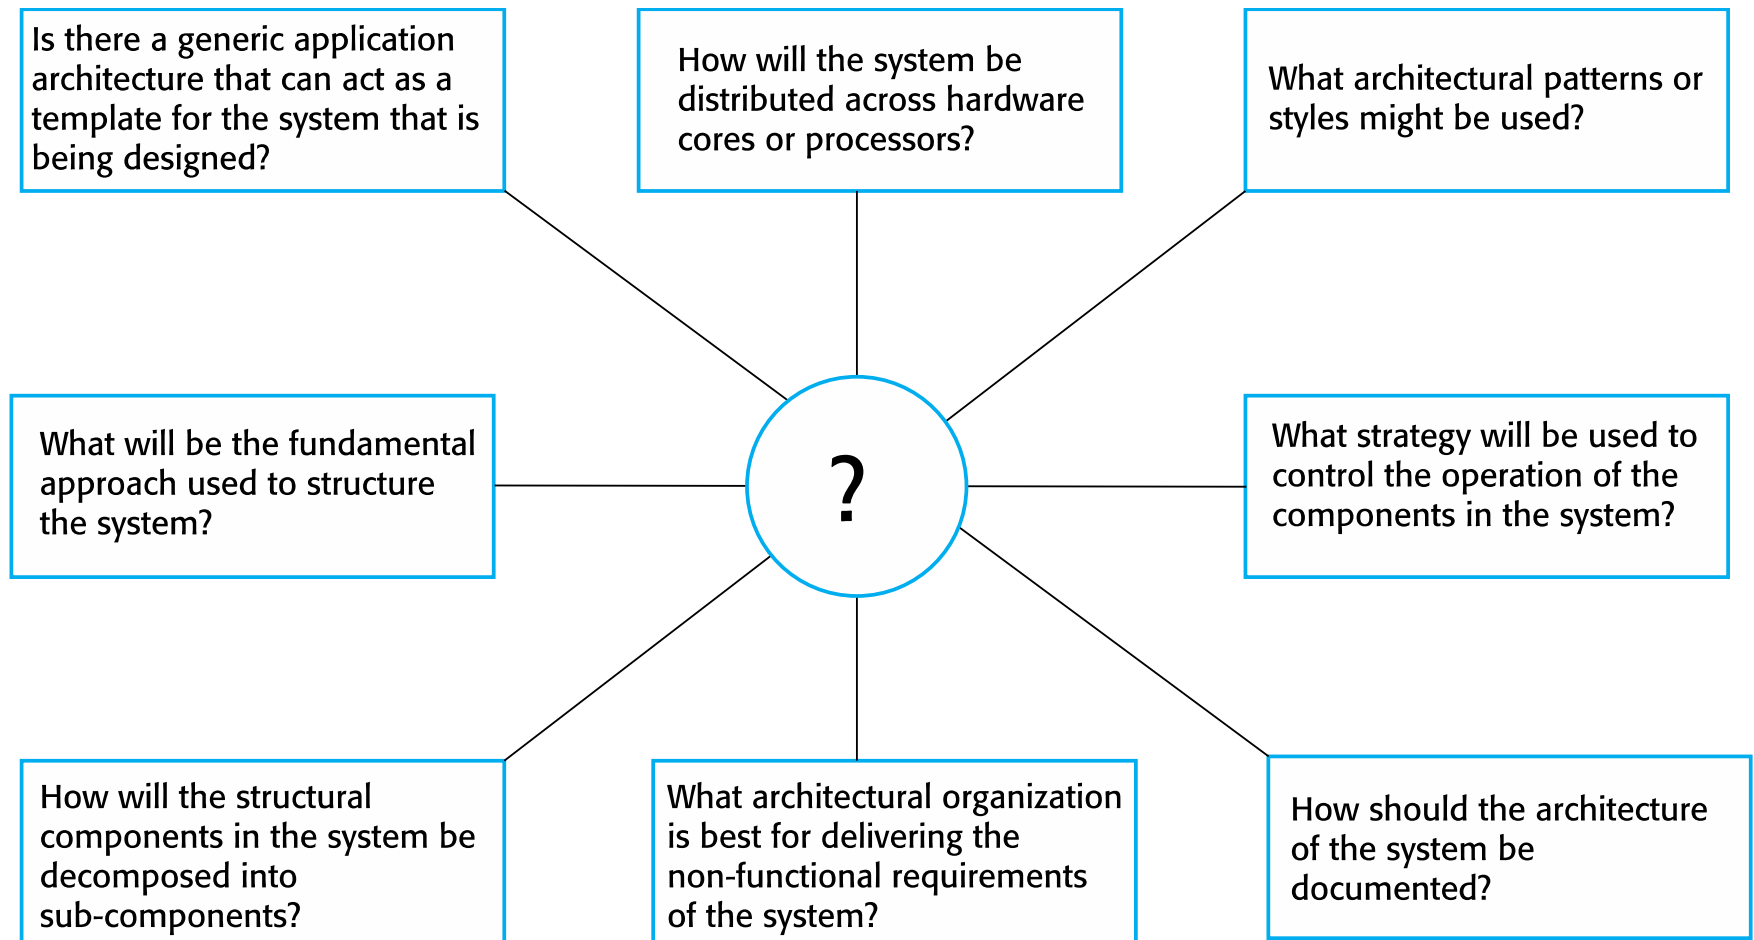 Is there a generic application
architecture that can act as a
template for the system that is
being designed?
How will the system be
distributed across hardware
cores or processors?
What architectural patterns or
styles might be used?
What will be the fundamental
approach used to structure
the system?
?
What strategy will be used to
control the operation of the
components in the system?
How will the structural
components in the system be
decomposed into
sub-components?
What architectural organization
is best for delivering the
non-functional requirements
of the system?
How should the architecture
of the system be
documented?